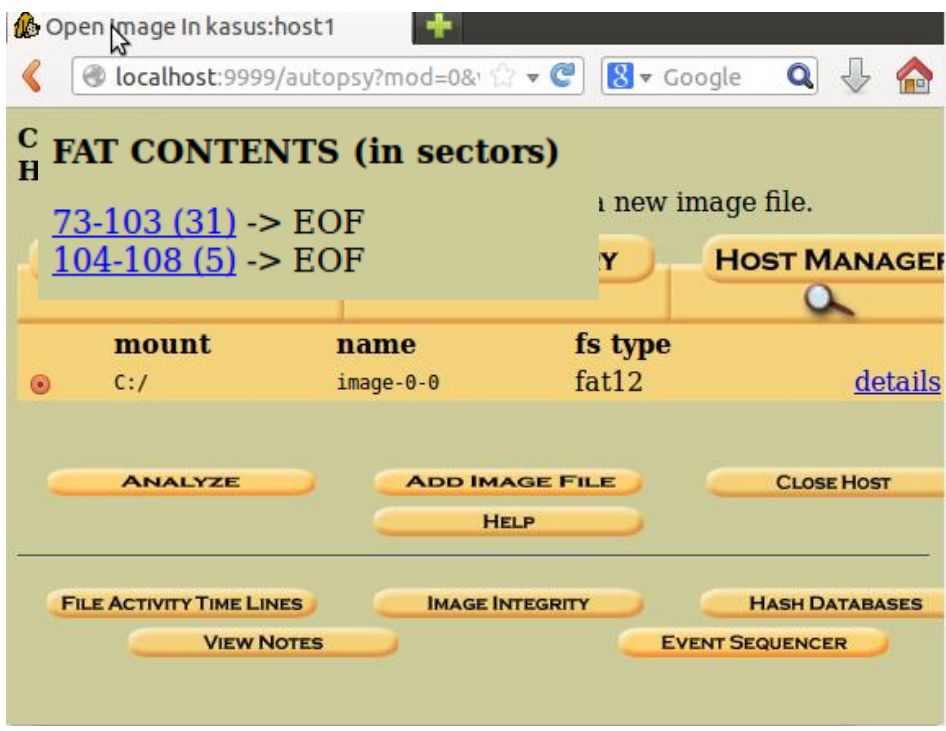 Open Image In kasus:host1
localhost:9999/autopsy?mod=0& Google
C
H
FAT CONTENTS (in sectors)
a new image file.
73-103 (31) -> EOF
104-108 (5) -> EOF
RY HOST MANAGER
mount name fs type
C:/ image-0-0 fat12 details
ANALYZE ADD IMAGE FILE CLOSE HOST
HELP
FILE ACTIVITY TIME LINES IMAGE INTEGRITY HASH DATABASES
VIEW NOTES EVENT SEQUENCER